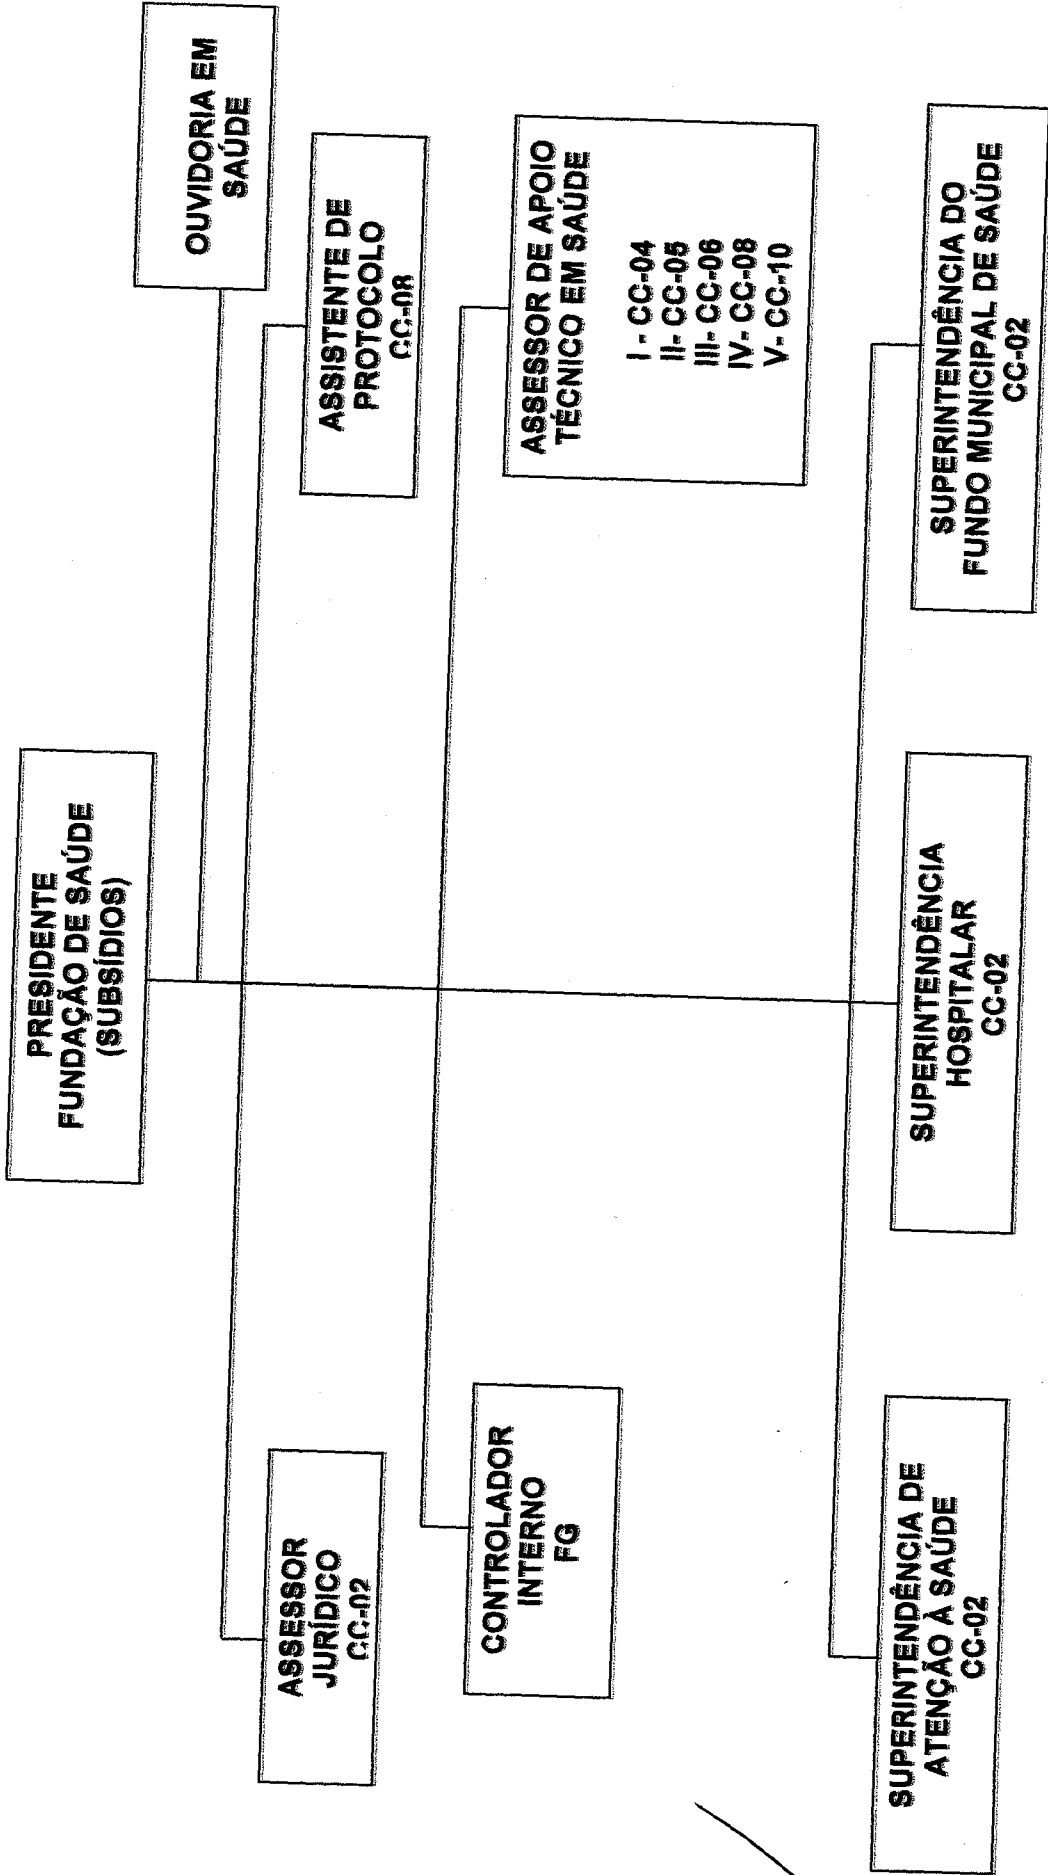 PRESIDENTE
FUNDAÇÃO DE SAÚDE
(SUBSÍDIOS)
OUVIDORIA EM
SAÚDE
ASSESSOR
JURÍDICO
CC-02
ASSISTENTE DE
PROTOCOLO
CC-08
CONTROLADOR
INTERNO
FG
ASSESSOR DE APOIO
TÉCNICO EM SAÚDE
I - CC-04
II- CC-05
III- CC-06
IV- CC-08
V- CC-10
SUPERINTENDÊNCIA DE
ATENÇÃO À SAÚDE
CC-02
SUPERINTENDÊNCIA
HOSPITALAR
CC-02
SUPERINTENDÊNCIA DO
FUNDO MUNICIPAL DE SAÚDE
CC-02